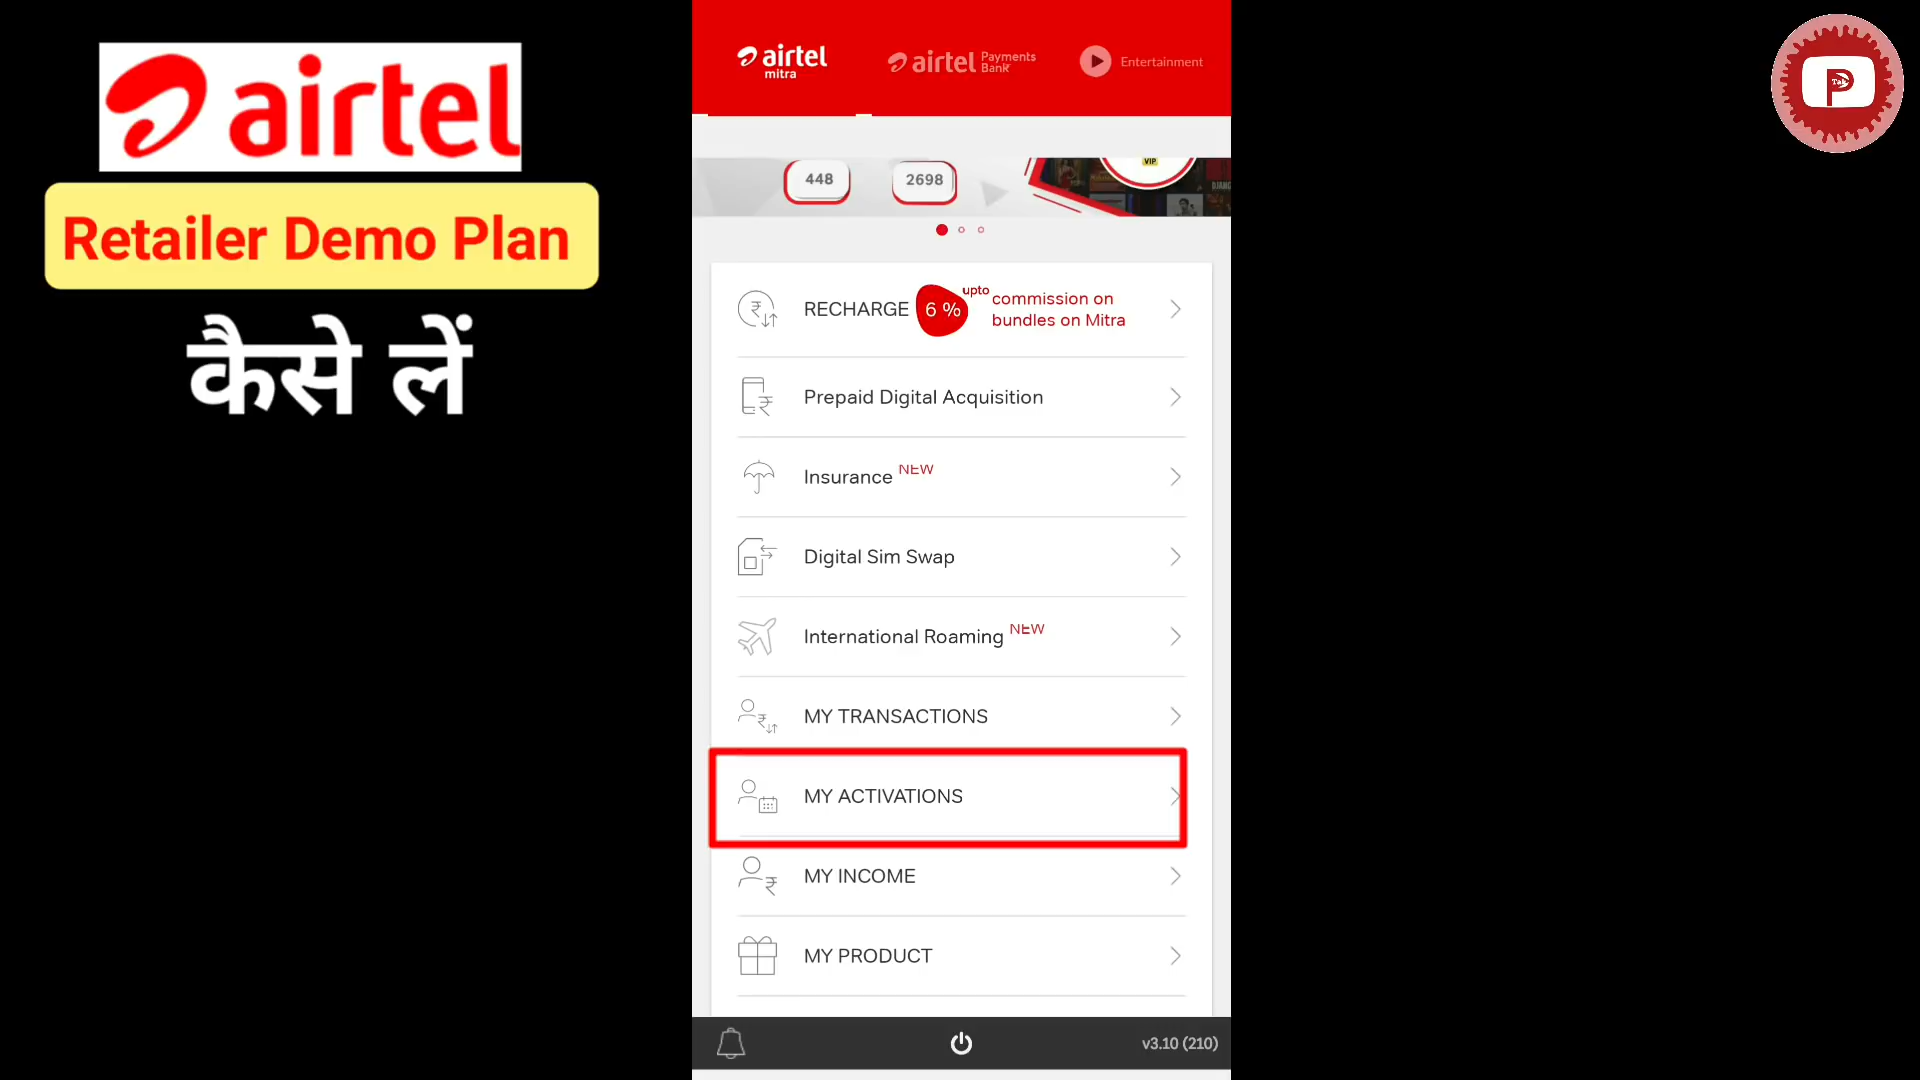 airtel
Retailer Demo Plan
कैसे लें
airtel
mitra
airtel Payments Bank
Entertainment
448
2698
VIP
RECHARGE
6 %
upto
commission on
bundles on Mitra
Prepaid Digital Acquisition
Insurance NEW
Digital Sim Swap
International Roaming NEW
MY TRANSACTIONS
MY ACTIVATIONS
MY INCOME
MY PRODUCT
v3.10 (210)